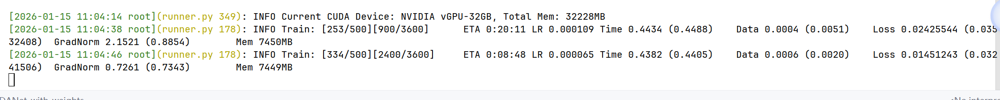 [2026-01-15 11:04:14 root](runner.py 349): INFO Current CUDA Device: NVIDIA vGPU-32GB, Total Mem: 32228MB
[2026-01-15 11:04:38 root](runner.py 178): INFO Train: [253/500][900/3600]      ETA 0:20:11 LR 0.000109 Time 0.4434 (0.4488)    Data 0.0004 (0.0051)    Loss 0.02425544 (0.035
32408)  GradNorm 2.1521 (0.8854)        Mem 7450MB
[2026-01-15 11:04:46 root](runner.py 178): INFO Train: [334/500][2400/3600]     ETA 0:08:48 LR 0.000065 Time 0.4382 (0.4405)    Data 0.0006 (0.0020)    Loss 0.01451243 (0.032
41506)  GradNorm 0.7261 (0.7343)        Mem 7449MB